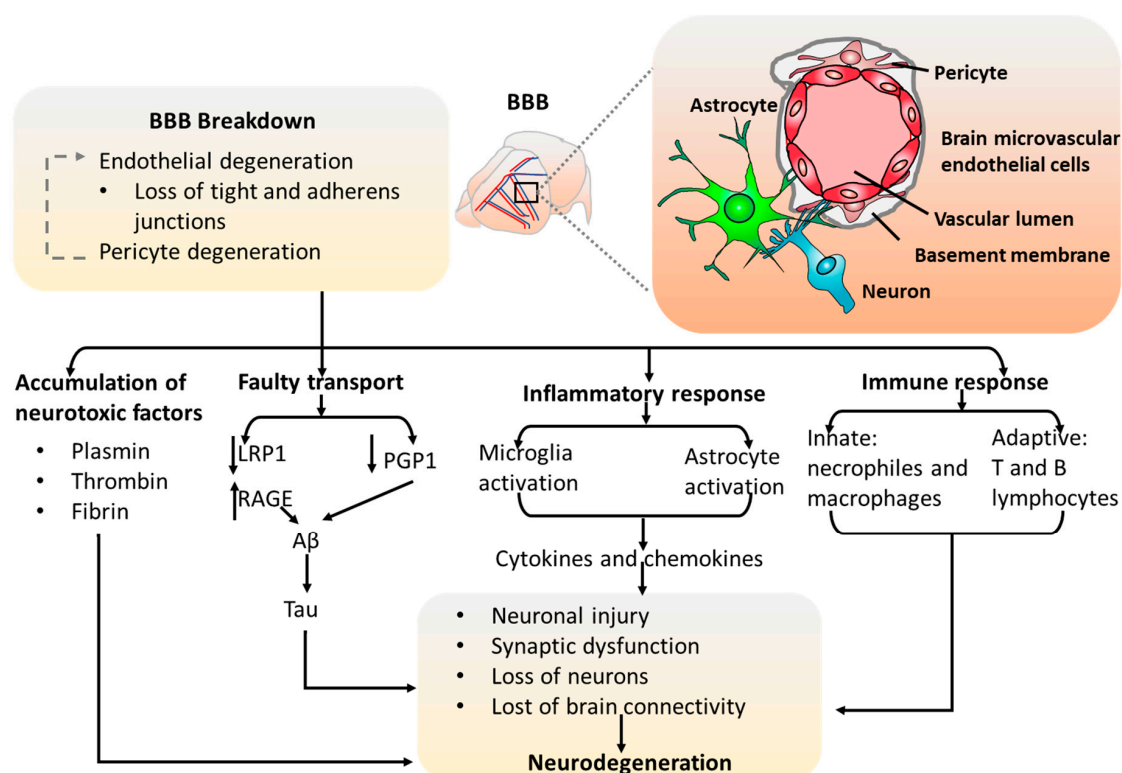 BBB Breakdown
Endothelial degeneration
• Loss of tight and adherens
junctions
Pericyte degeneration
BBB
Astrocyte
Pericyte
Brain microvascular
endothelial cells
Vascular lumen
Basement membrane
Neuron
Accumulation of
neurotoxic factors
• Plasmin
• Thrombin
• Fibrin
Faulty transport
LRP1
PGP1
RAGE
Aβ
Tau
Inflammatory response
Microglia
activation
Astrocyte
activation
Cytokines and chemokines
Immune response
Innate:
necrophiles and
macrophages
Adaptive:
T and B
lymphocytes
• Neuronal injury
• Synaptic dysfunction
• Loss of neurons
• Lost of brain connectivity
Neurodegeneration